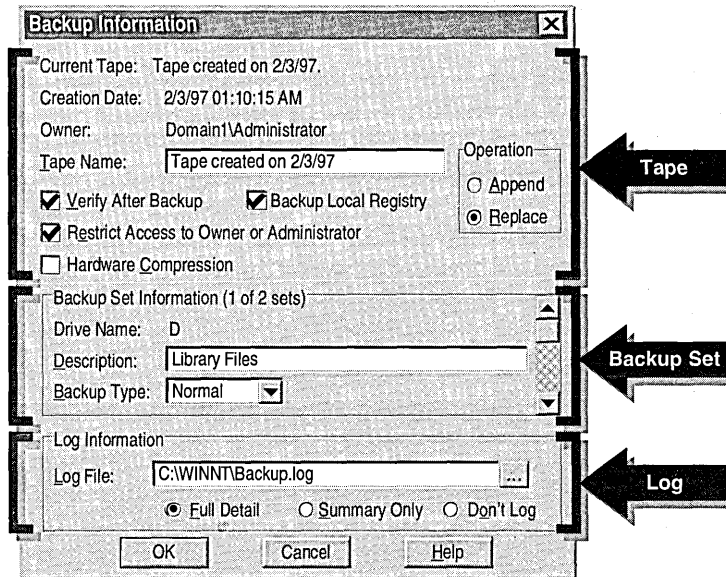 Backup Information
Current Tape: Tape created on 2/3/97.
Creation Date: 2/3/97 01:10:15 AM
Owner: Domain1\Administrator
Tape Name: Tape created on 2/3/97
Operation
Append
Replace
Verify After Backup Backup Local Registry
Restrict Access to Owner or Administrator
Hardware Compression
Tape
Backup Set Information (1 of 2 sets)
Drive Name: D
Description: Library Files
Backup Type: Normal
Backup Set
Log Information
Log File: C:\WINNT\Backup.log ...
Full Detail Summary Only Don't Log
Log
OK Cancel Help